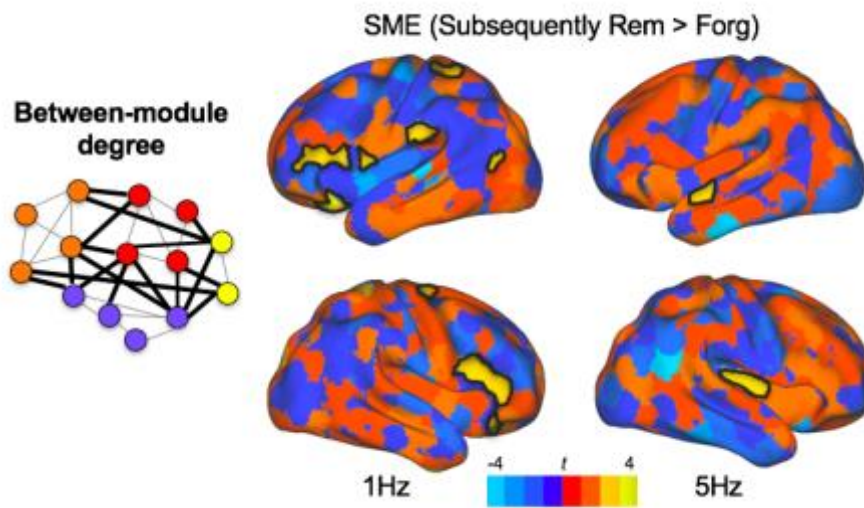 SME (Subsequently Rem > Forg)
Between-module
degree
-4 t 4
1Hz 5Hz